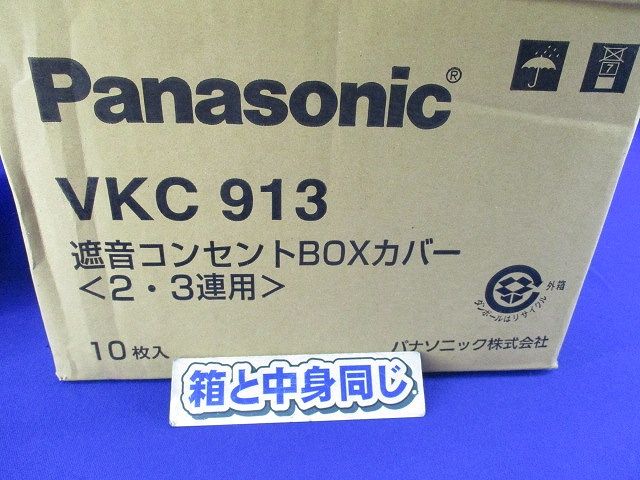 Panasonic®
VKC 913
遮音コンセントBOXカバー
<2・3連用>
外箱
ダンボールはリサイクル
10枚入
パナソニック株式会社
箱と中身同じ
7